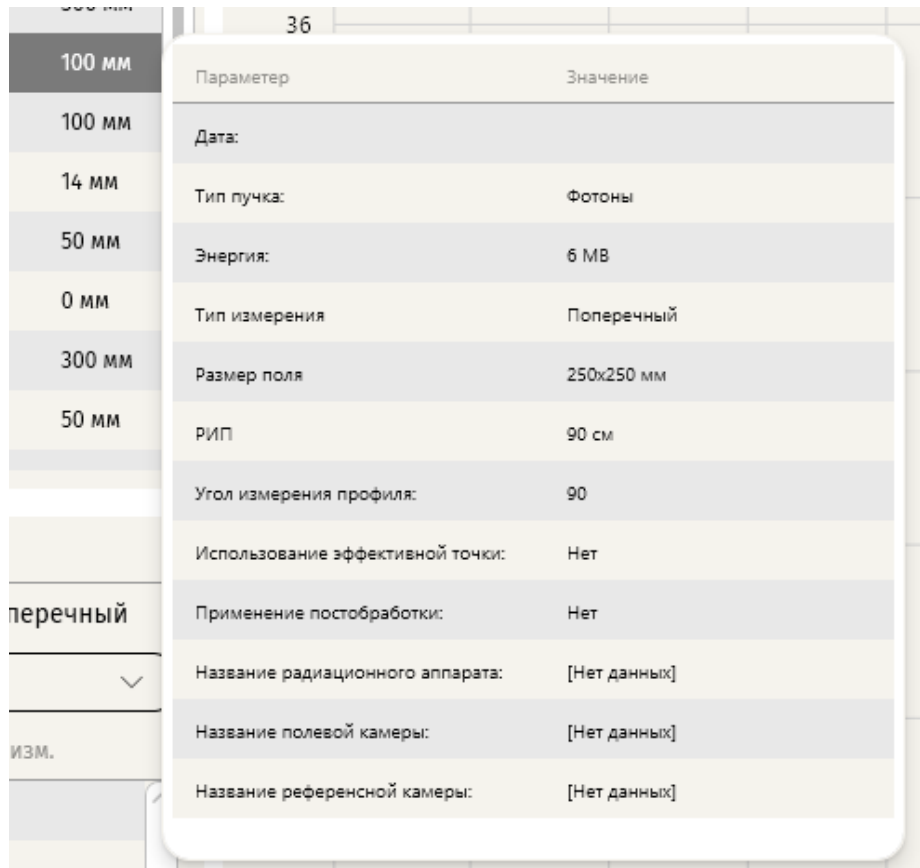 36
100 мм
100 мм
14 мм
50 мм
0 мм
300 мм
50 мм
перечный
изм.
Параметр Значение
Дата:
Тип пучка: Фотоны
Энергия: 6 МВ
Тип измерения Поперечный
Размер поля 250x250 мм
РИП 90 см
Угол измерения профиля: 90
Использование эффективной точки: Нет
Применение постобработки: Нет
Название радиационного аппарата: [Нет данных]
Название полевой камеры: [Нет данных]
Название референсной камеры: [Нет данных]